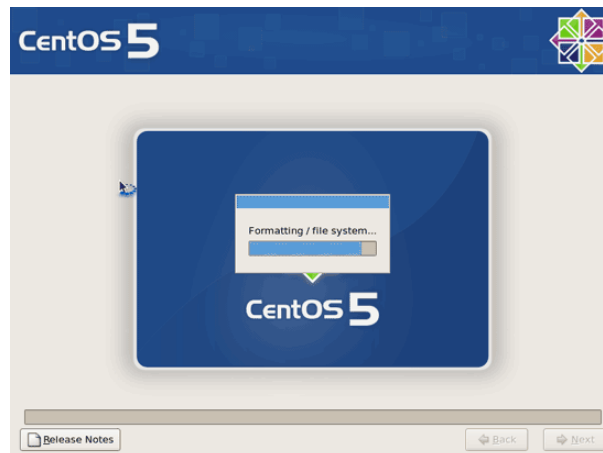 CentOS 5
Formatting / file system...
CentOS 5
Release Notes
Back
Next